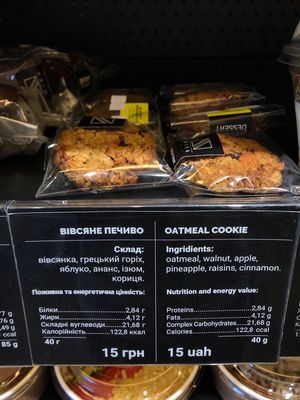 DESSERT
ВІВСЯНЕ ПЕЧИВО
Склад:
вівсянка, грецький горіх,
яблуко, ананс, ізюм,
кориця.
Поживна та енергетична цінність:
Білки 2,84 г
Жири 4,12 г
Складні вуглеводи 21,68 г
Калорійність 122,8 ккал
40 г
15 грн
OATMEAL COOKIE
Ingredients:
oatmeal, walnut, apple,
pineapple, raisins, cinnamon.
Nutrition and energy value:
Proteins 2,84 g
Fats 4,12 g
Complex Carbohydrates 21,68 g
Calories 122,8 kcal
40 g
15 uah
85 g